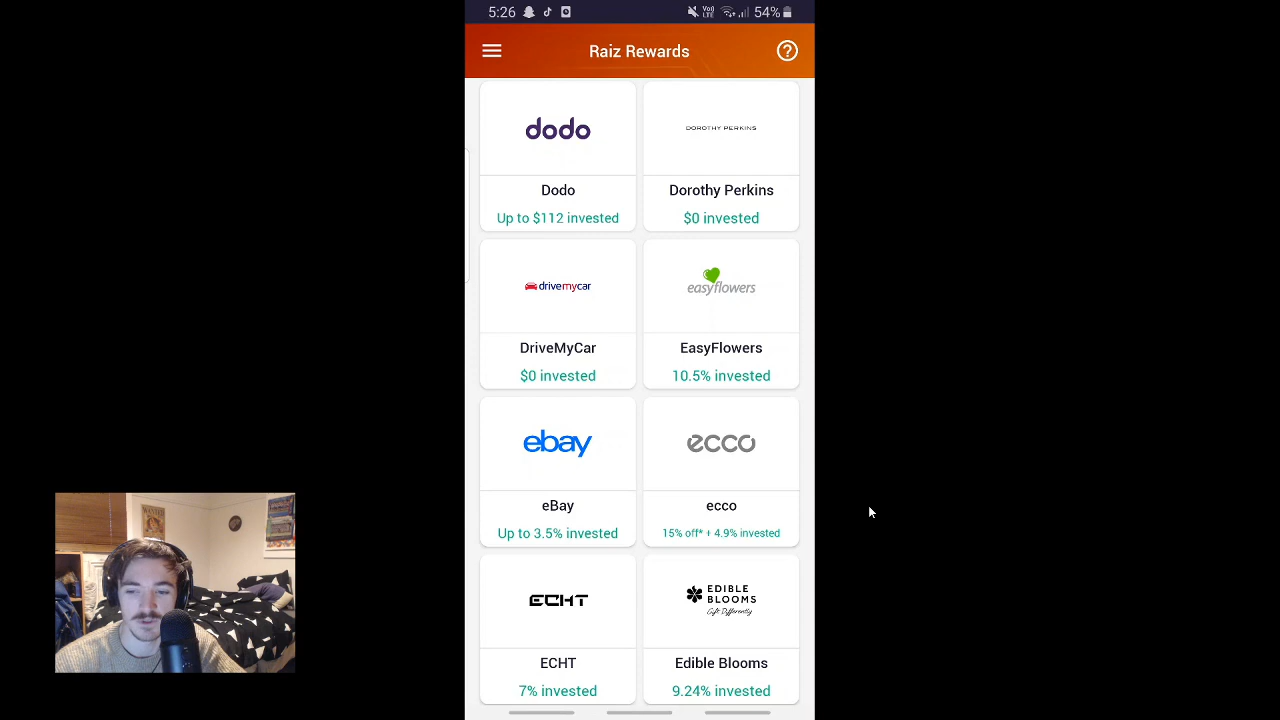 5:26
VoI
LTE
54%
Raiz Rewards
dodo
DOROTHY PERKINS
Dodo
Dorothy Perkins
Up to $112 invested
$0 invested
drivemycar
easyflowers
DriveMyCar
EasyFlowers
$0 invested
10.5% invested
ebay
ecco
eBay
ecco
Up to 3.5% invested
15% off* + 4.9% invested
ECHT
EDIBLE
BLOOMS
Gift Differently
ECHT
Edible Blooms
7% invested
9.24% invested